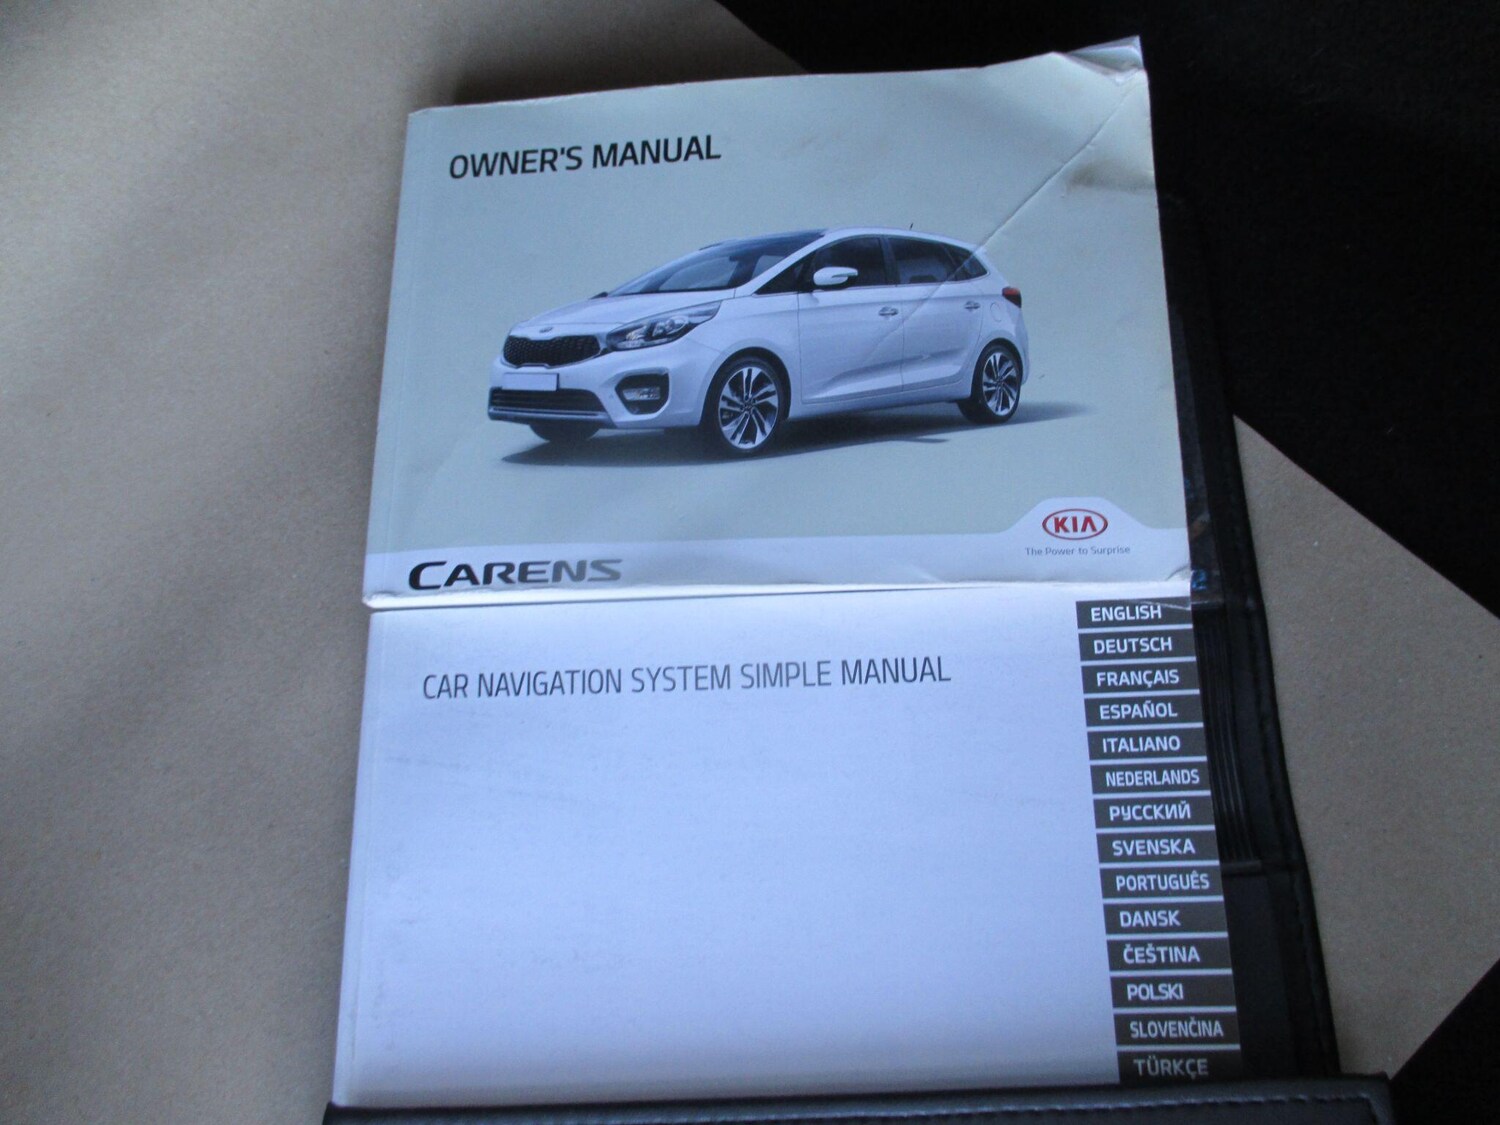 OWNER'S MANUAL
KIA
The Power to Surprise
CARENS
CAR NAVIGATION SYSTEM SIMPLE MANUAL
ENGLISH
DEUTSCH
FRANÇAIS
ESPAÑOL
ITALIANO
NEDERLANDS
РУССКИЙ
SVENSKA
PORTUGUÊS
DANSK
ČEŠTINA
POLSKI
SLOVENČINA
TÜRKÇE